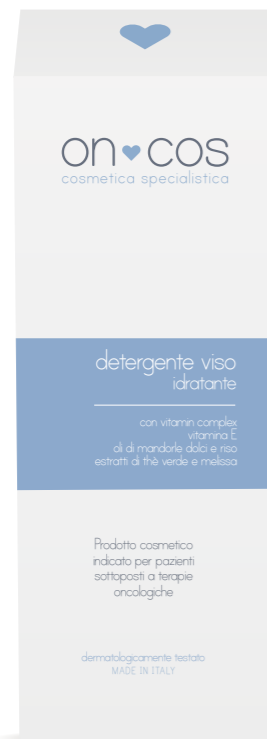 on cos
cosmetica specialistica
detergente viso
idratante
con vitamin complex
vitamina E
oli di mandorle dolci e riso
estratti di thè verde e melissa
Prodotto cosmetico
indicato per pazienti
sottoposti a terapie
oncologiche
dermatologicamente testato
MADE IN ITALY